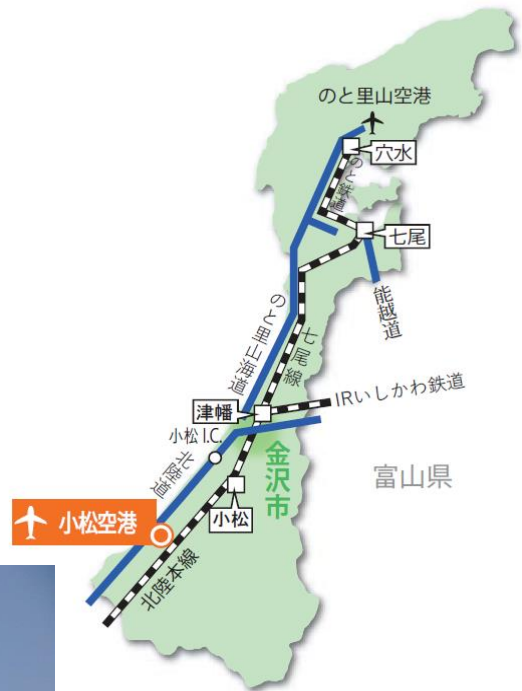 のと里山空港
穴水
のと鉄道
七尾
能越道
のと里山海道
七尾線
IRいしかわ鉄道
津幡
小松I.C.
北陸道
金沢市
富山県
小松空港
小松
北陸本線